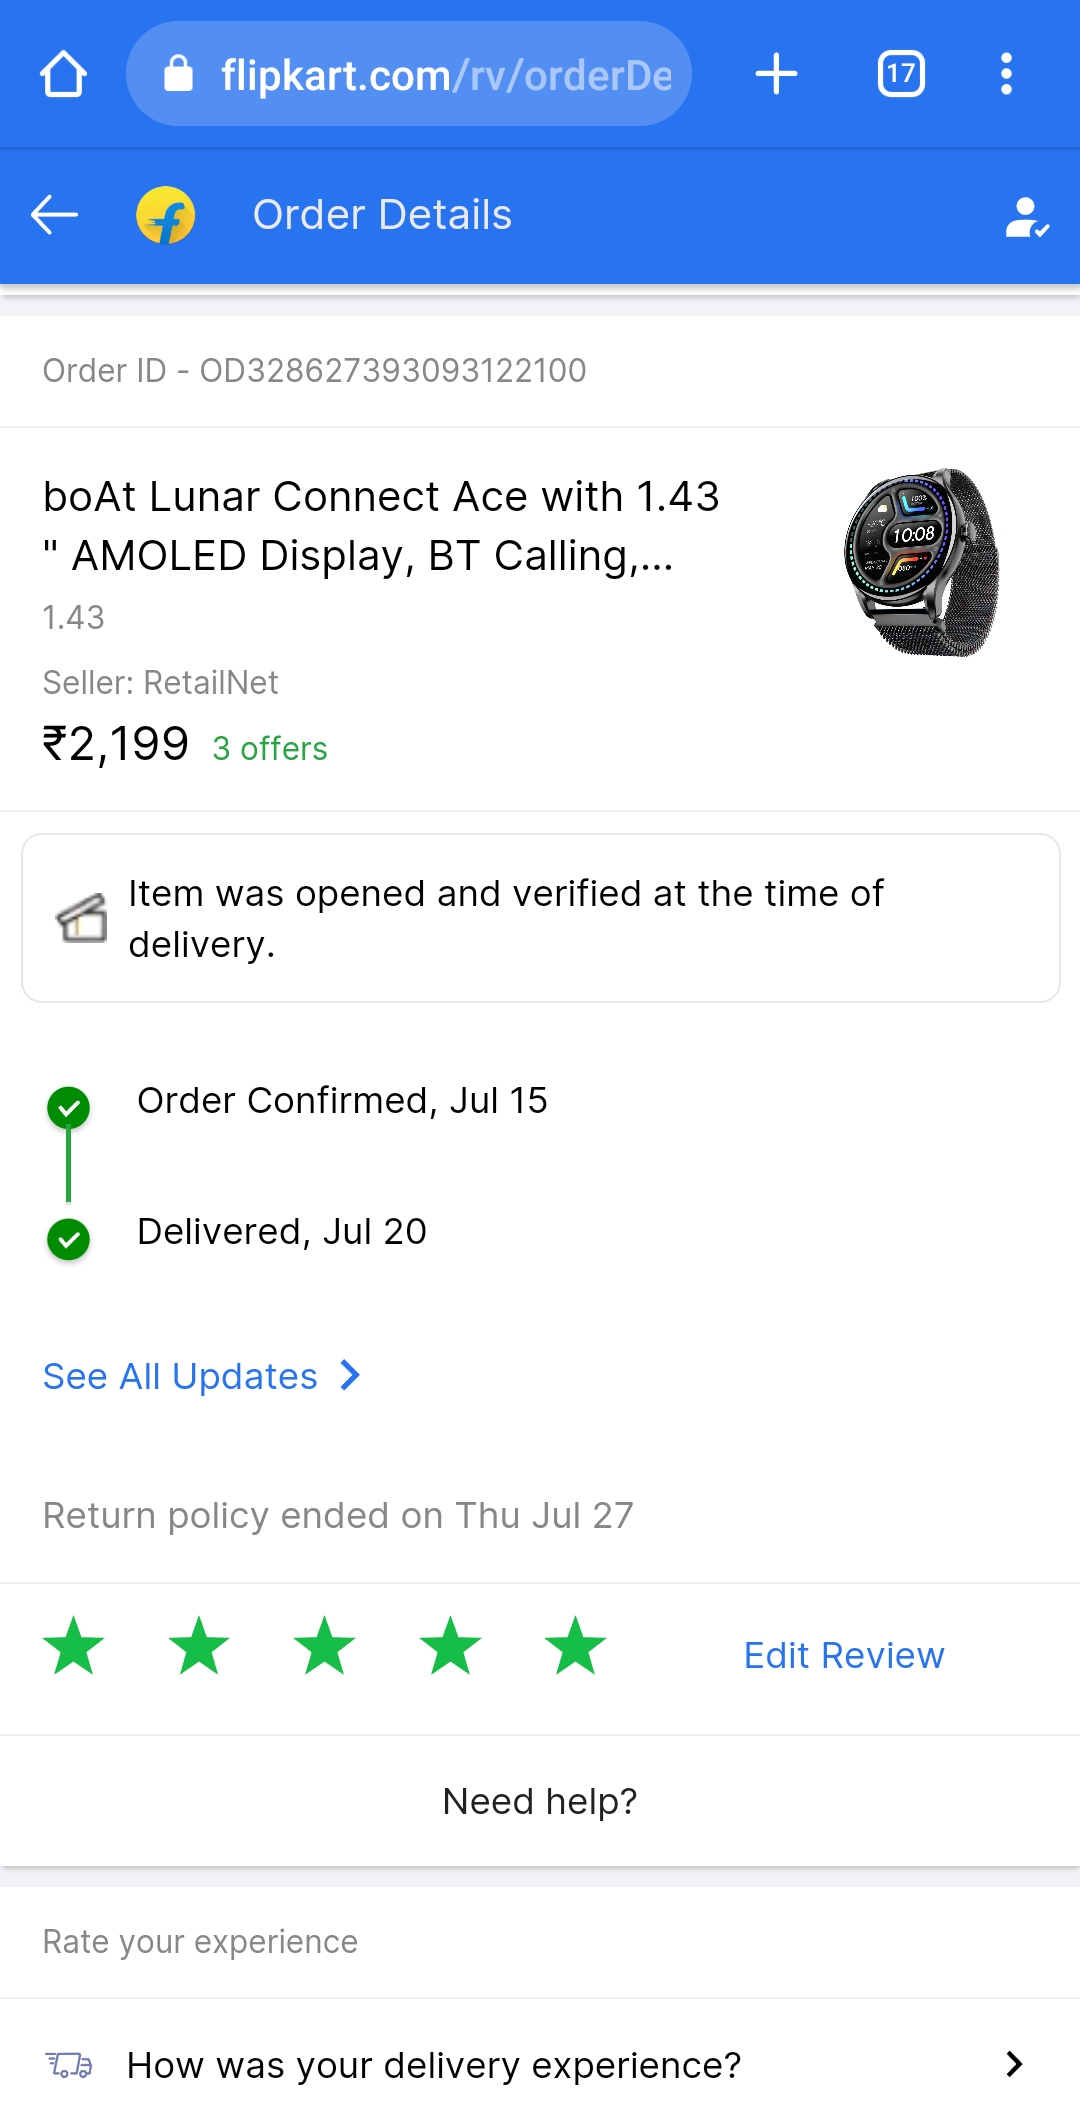 flipkart.com/rv/orderDe
17
Order Details
Order ID - OD328627393093122100
boAt Lunar Connect Ace with 1.43
" AMOLED Display, BT Calling,...
1.43
Seller: RetailNet
₹2,199 3 offers
10:08
Item was opened and verified at the time of
delivery.
Order Confirmed, Jul 15
Delivered, Jul 20
See All Updates
Return policy ended on Thu Jul 27
Edit Review
Need help?
Rate your experience
How was your delivery experience?